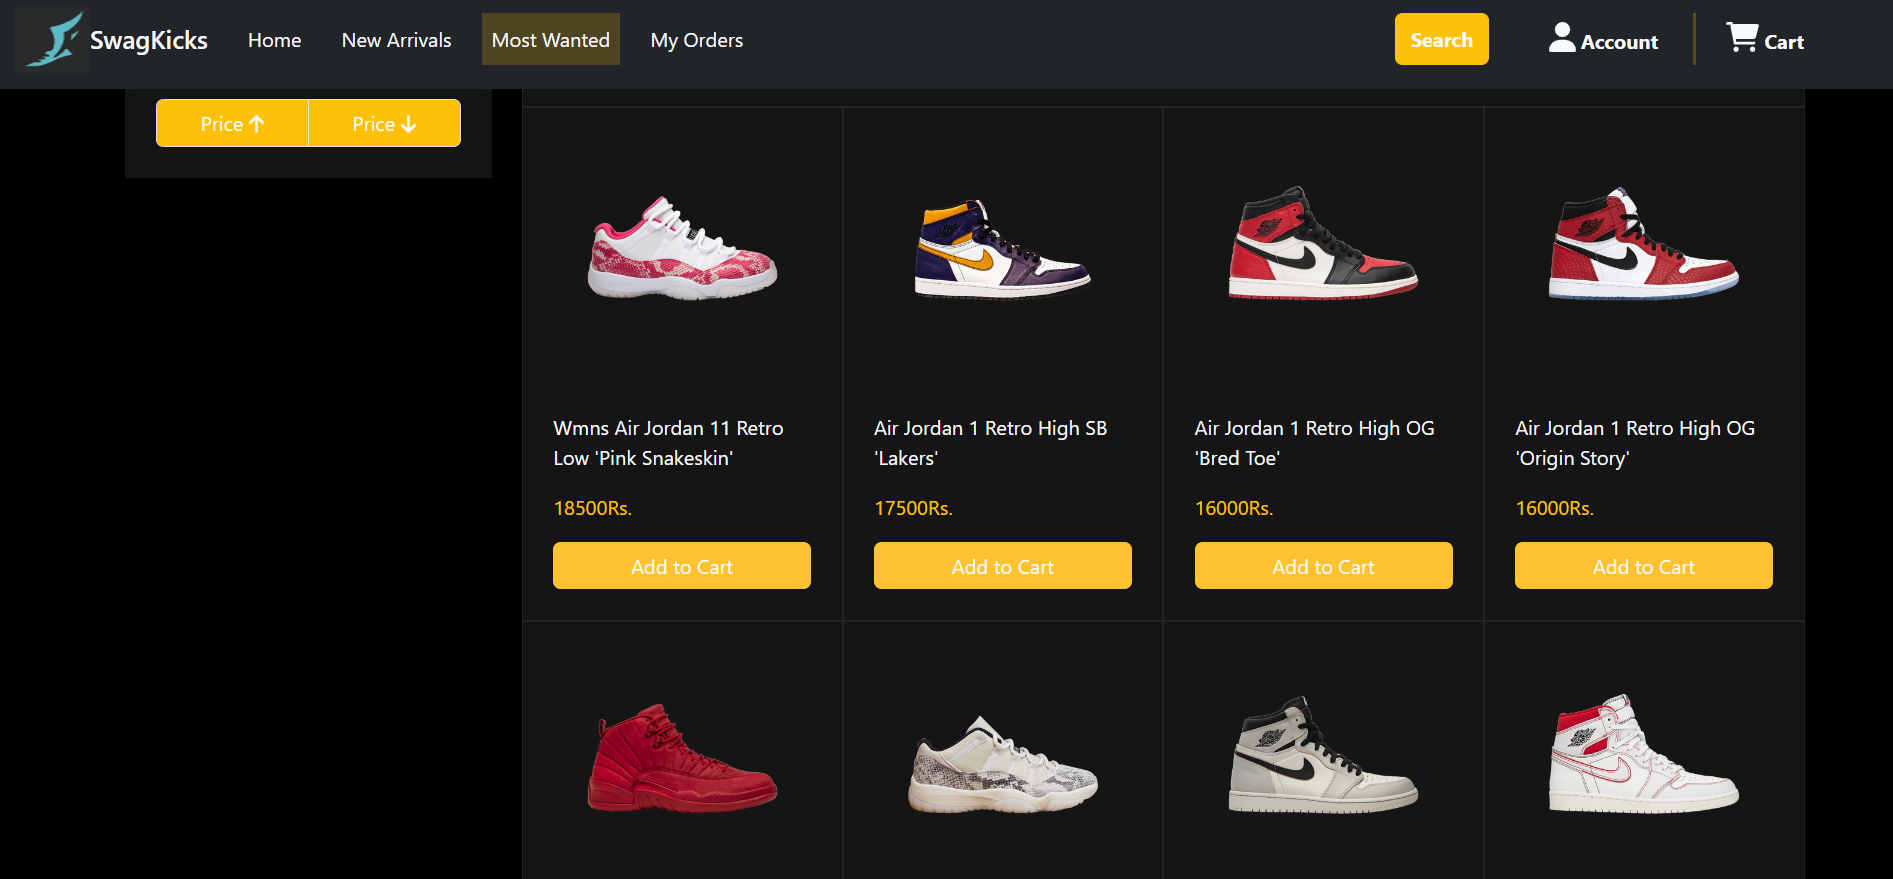 SwagKicks
Home
New Arrivals
Most Wanted
My Orders
Search
Account
Cart
Price
Price
Wmns Air Jordan 11 Retro
Low 'Pink Snakeskin'
18500Rs.
Add to Cart
Air Jordan 1 Retro High SB
'Lakers'
17500Rs.
Add to Cart
Air Jordan 1 Retro High OG
'Bred Toe'
16000Rs.
Add to Cart
Air Jordan 1 Retro High OG
'Origin Story'
16000Rs.
Add to Cart